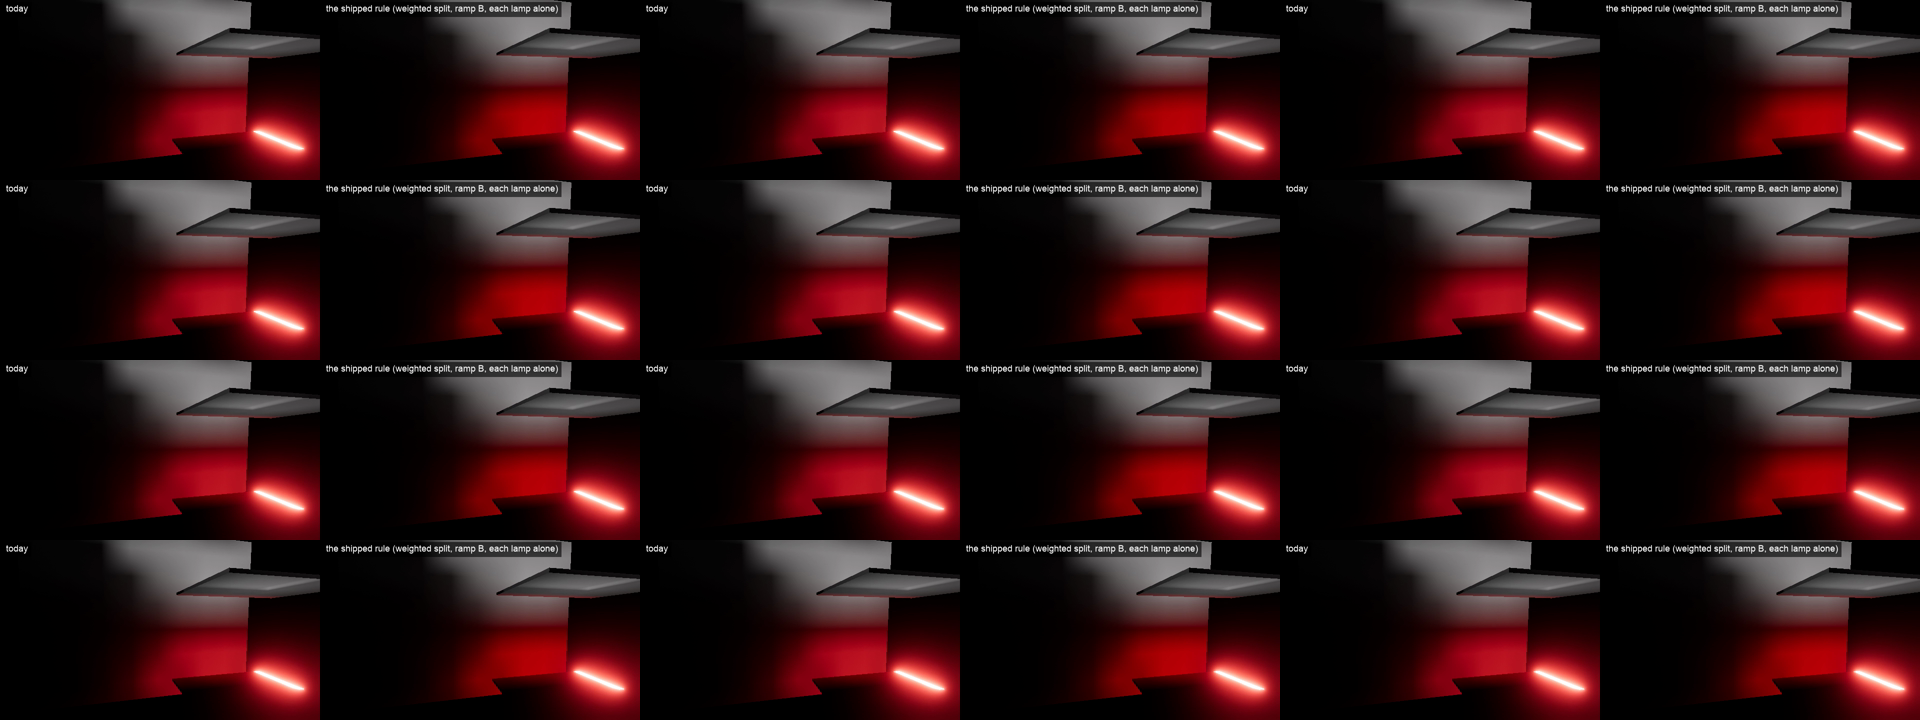 today
the shipped rule (weighted split, ramp B, each lamp alone)
today
the shipped rule (weighted split, ramp B, each lamp alone)
today
the shipped rule (weighted split, ramp B, each lamp alone)
today
the shipped rule (weighted split, ramp B, each lamp alone)
today
the shipped rule (weighted split, ramp B, each lamp alone)
today
the shipped rule (weighted split, ramp B, each lamp alone)
today
the shipped rule (weighted split, ramp B, each lamp alone)
today
the shipped rule (weighted split, ramp B, each lamp alone)
today
the shipped rule (weighted split, ramp B, each lamp alone)
today
the shipped rule (weighted split, ramp B, each lamp alone)
today
the shipped rule (weighted split, ramp B, each lamp alone)
today
the shipped rule (weighted split, ramp B, each lamp alone)